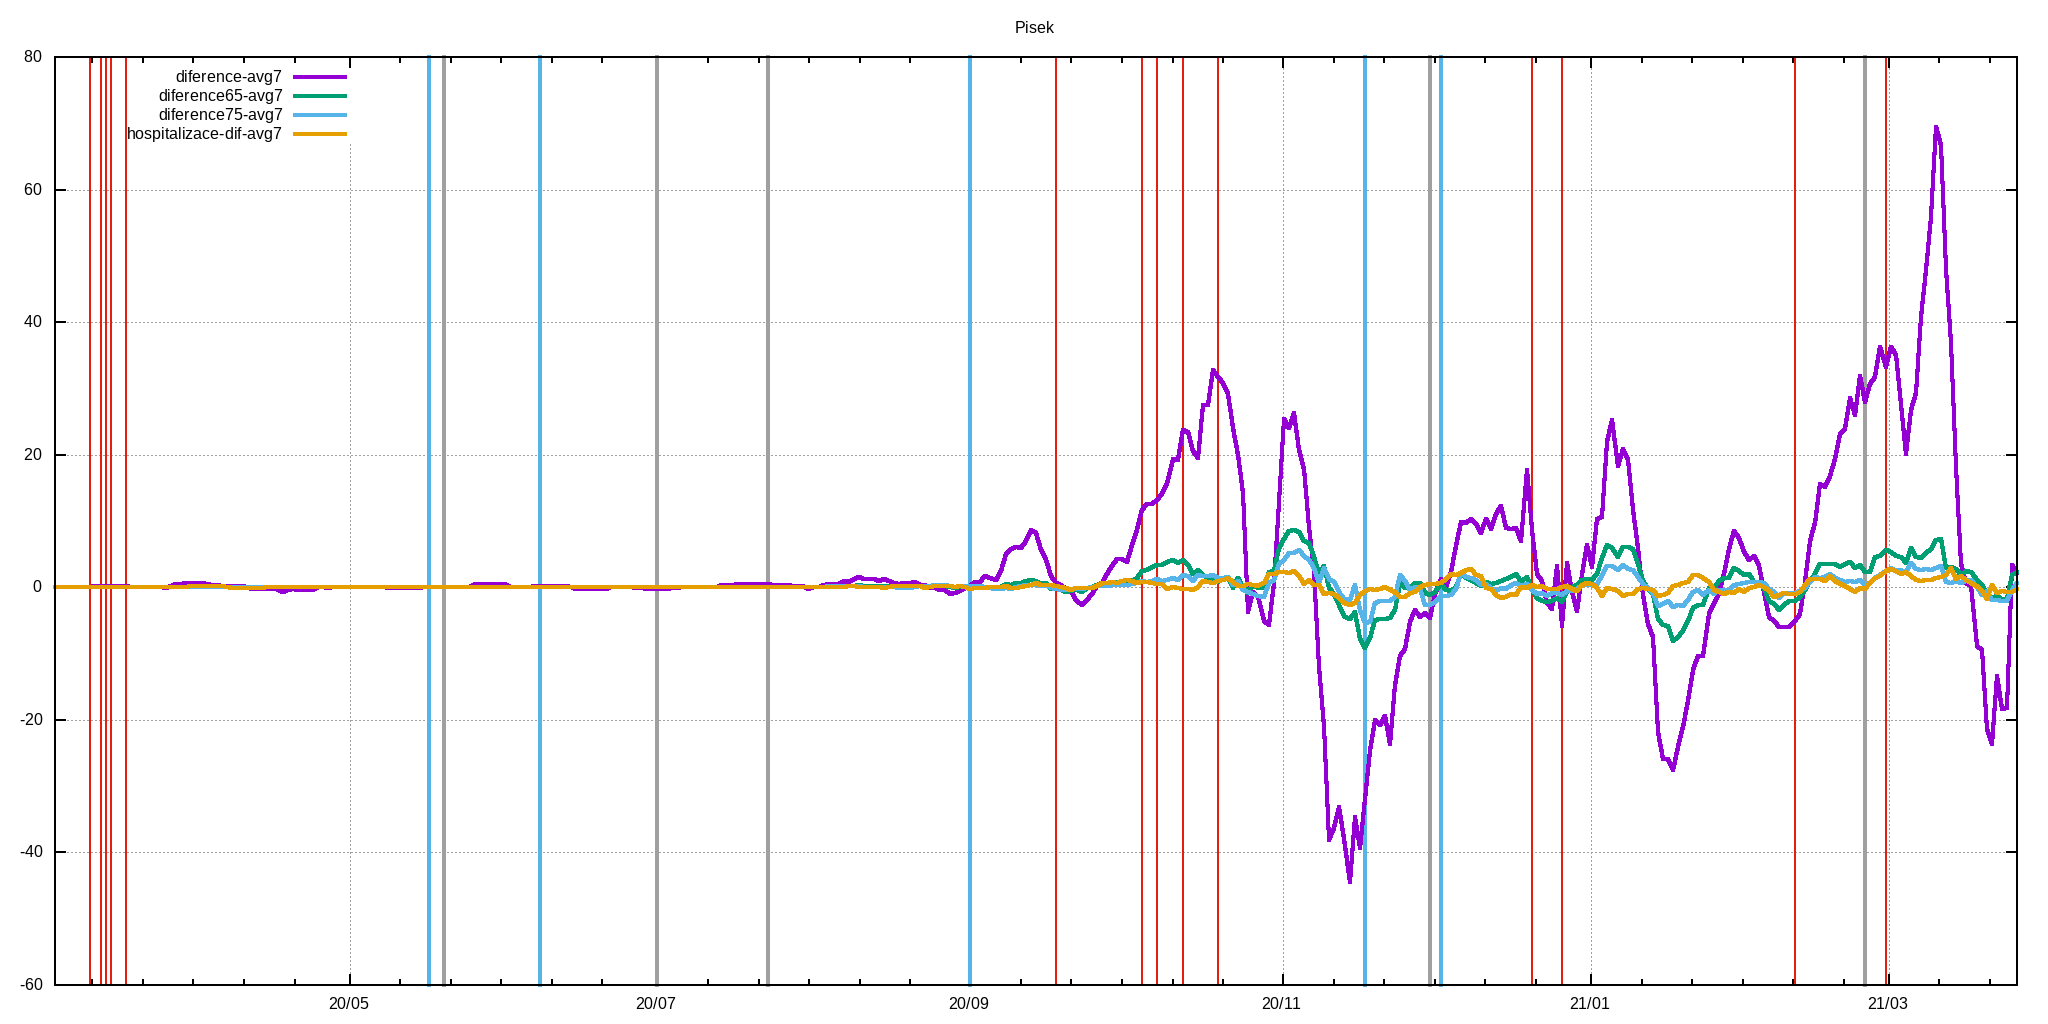 Pisek
80
60
40
20
0
-20
-40
-60
diference-avg7
diference65-avg7
diference75-avg7
hospitalizace-dif-avg7
20/05
20/07
20/09
20/11
21/01
21/03